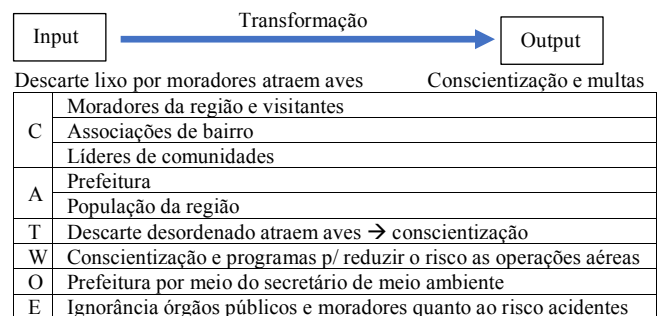 Transformação
Input
Output
Descarte lixo por moradores atraem aves Conscientização e multas
C
Moradores da região e visitantes
Associações de bairro
Líderes de comunidades
A
Prefeitura
População da região
T Descarte desordenado atraem aves → conscientização
W Conscientização e programas p/ reduzir o risco as operações aéreas
O Prefeitura por meio do secretário de meio ambiente
E Ignorância órgãos públicos e moradores quanto ao risco acidentes